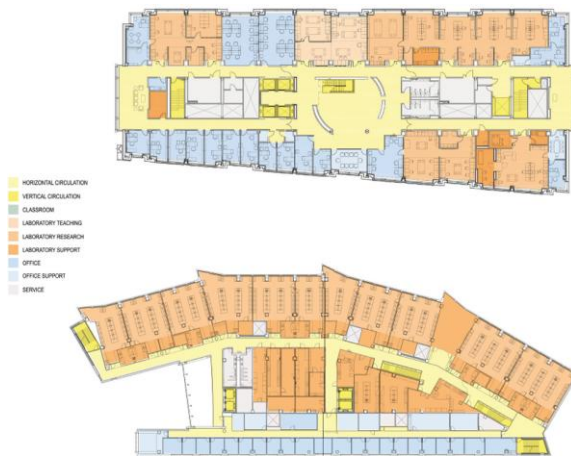 HORIZONTAL CIRCULATION
VERTICAL CIRCULATION
CLASSROOM
LABORATORY TEACHING
LABORATORY RESEARCH
LABORATORY SUPPORT
OFFICE
OFFICE SUPPORT
SERVICE